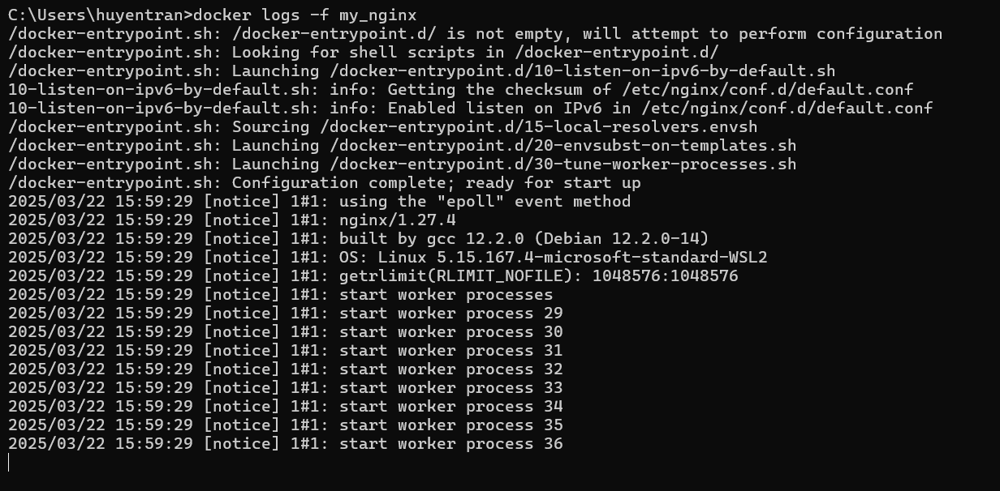 C:\Users\huyentran>docker logs -f my_nginx
/docker-entrypoint.sh: /docker-entrypoint.d/ is not empty, will attempt to perform configuration
/docker-entrypoint.sh: Looking for shell scripts in /docker-entrypoint.d/
/docker-entrypoint.sh: Launching /docker-entrypoint.d/10-listen-on-ipv6-by-default.sh
10-listen-on-ipv6-by-default.sh: info: Getting the checksum of /etc/nginx/conf.d/default.conf
10-listen-on-ipv6-by-default.sh: info: Enabled listen on IPv6 in /etc/nginx/conf.d/default.conf
/docker-entrypoint.sh: Sourcing /docker-entrypoint.d/15-local-resolvers.envsh
/docker-entrypoint.sh: Launching /docker-entrypoint.d/20-envsubst-on-templates.sh
/docker-entrypoint.sh: Launching /docker-entrypoint.d/30-tune-worker-processes.sh
/docker-entrypoint.sh: Configuration complete; ready for start up
2025/03/22 15:59:29 [notice] 1#1: using the "epoll" event method
2025/03/22 15:59:29 [notice] 1#1: nginx/1.27.4
2025/03/22 15:59:29 [notice] 1#1: built by gcc 12.2.0 (Debian 12.2.0-14)
2025/03/22 15:59:29 [notice] 1#1: OS: Linux 5.15.167.4-microsoft-standard-WSL2
2025/03/22 15:59:29 [notice] 1#1: getrlimit(RLIMIT_NOFILE): 1048576:1048576
2025/03/22 15:59:29 [notice] 1#1: start worker processes
2025/03/22 15:59:29 [notice] 1#1: start worker process 29
2025/03/22 15:59:29 [notice] 1#1: start worker process 30
2025/03/22 15:59:29 [notice] 1#1: start worker process 31
2025/03/22 15:59:29 [notice] 1#1: start worker process 32
2025/03/22 15:59:29 [notice] 1#1: start worker process 33
2025/03/22 15:59:29 [notice] 1#1: start worker process 34
2025/03/22 15:59:29 [notice] 1#1: start worker process 35
2025/03/22 15:59:29 [notice] 1#1: start worker process 36